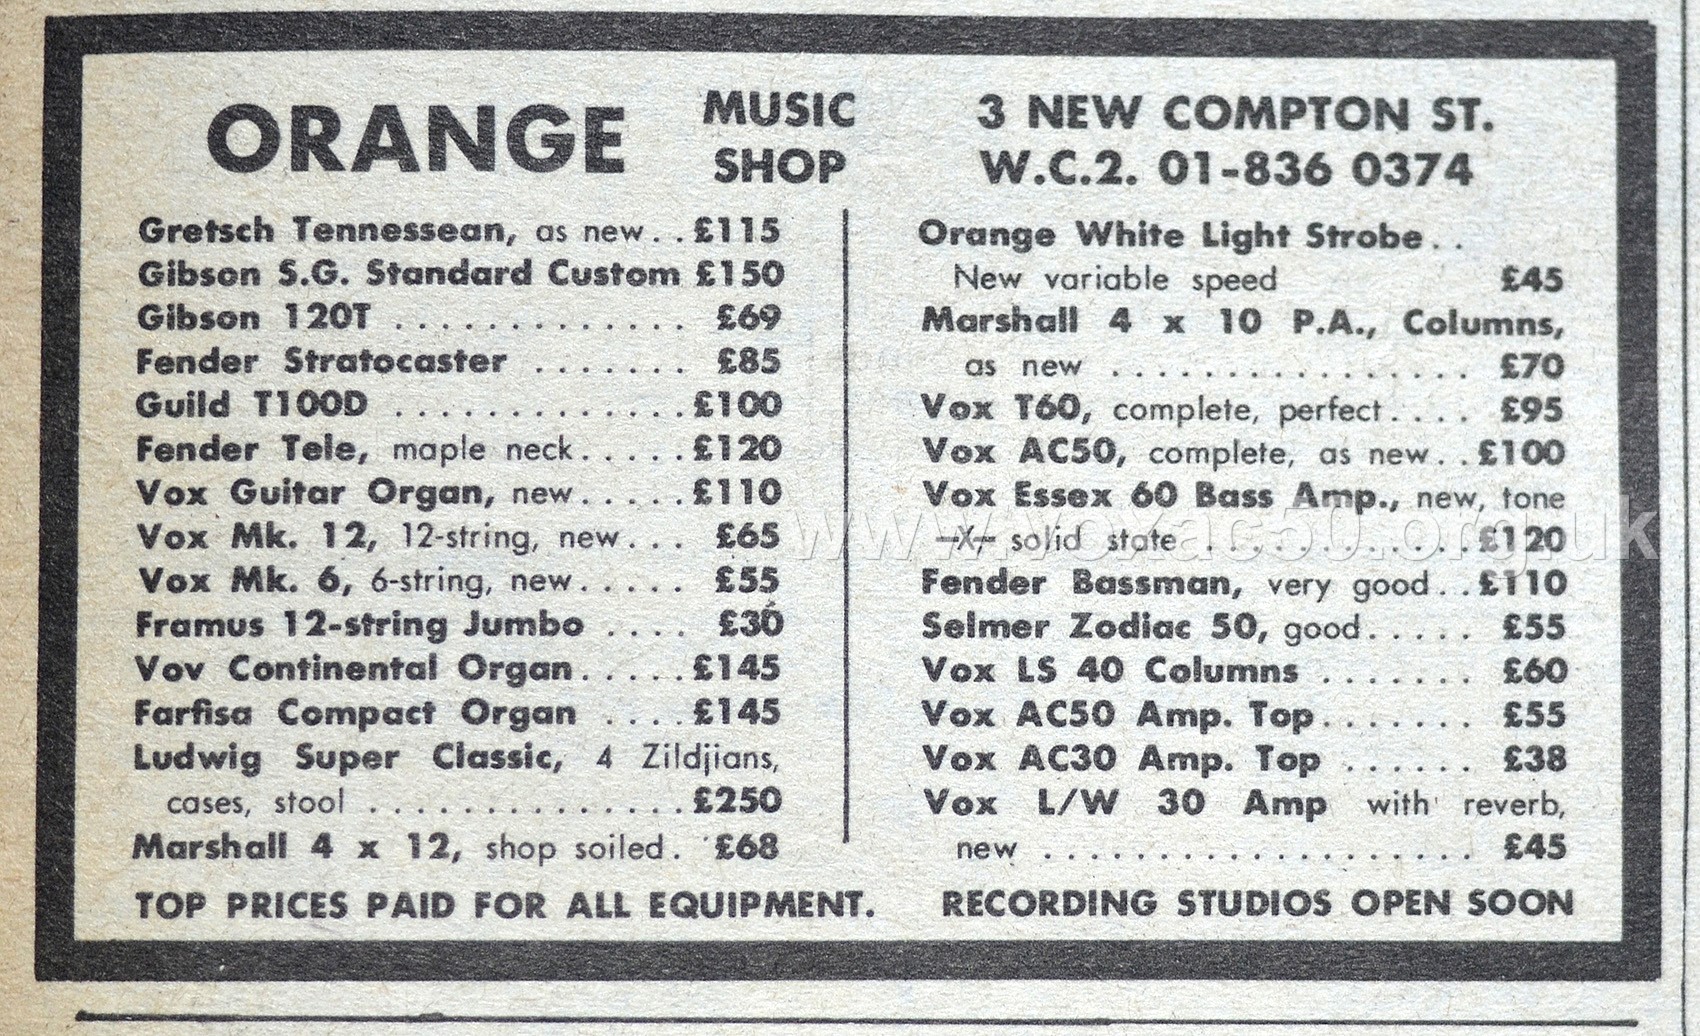 ORANGE
MUSIC
SHOP
3 NEW COMPTON ST.
W.C.2. 01-836 0374
Gretsch Tennessean, as new.. £115
Gibson S.G. Standard Custom £150
Gibson 120T ............. £69
Fender Stratocaster ....... £85
Guild T100D ............. £100
Fender Tele, maple neck..... £120
Vox Guitar Organ, new..... £110
Vox Mk. 12, 12-string, new... £65
Vox Mk. 6, 6-string, new..... £55
Framus 12-string Jumbo .... £30
Vov Continental Organ..... £145
Farfisa Compact Organ .... £145
Ludwig Super Classic, 4 Zildjians,
cases, stool .............. £250
Marshall 4 x 12, shop soiled. £68
Orange White Light Strobe..
New variable speed £45
Marshall 4 x 10 P.A., Columns,
as new ................ £70
Vox T60, complete, perfect.... £95
Vox AC50, complete, as new.. £100
Vox Essex 60 Bass Amp., new, tone
—X— solid state ............ £120
Fender Bassman, very good.. £110
Selmer Zodiac 50, good..... £55
Vox LS 40 Columns ....... £60
Vox AC50 Amp. Top....... £55
Vox AC30 Amp. Top ...... £38
Vox L/W 30 Amp with reverb,
new ................... £45
TOP PRICES PAID FOR ALL EQUIPMENT.
RECORDING STUDIOS OPEN SOON
www.voxac50.org.uk